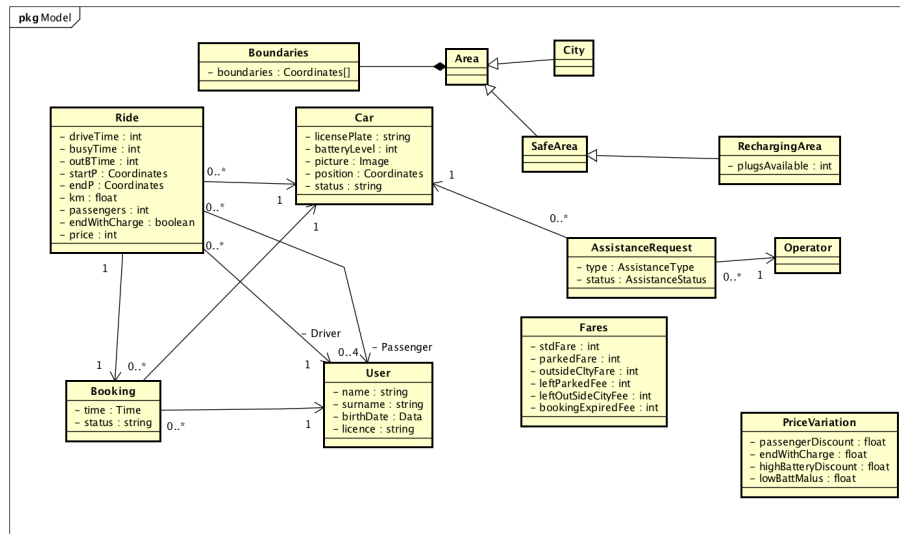 pkg Model
Boundaries
- boundaries : Coordinates[]
Area
City
Ride
- driveTime : int
- busyTime : int
- outBTime : int
- startP : Coordinates
- endP : Coordinates
- km : float
- passengers : int
- endWithCharge : boolean
- price : int
Car
- licensePlate : string
- batteryLevel : int
- picture : Image
- position : Coordinates
- status : string
SafeArea
RechargingArea
- plugsAvailable : int
0..*
1
0..*
0..*
1
1
0..*
1
AssistanceRequest
- type : AssistanceType
- status : AssistanceStatus
0..*
1
Operator
1
0..*
- Driver
1
0..4
- Passenger
Booking
- time : Time
- status : string
0..*
1
User
- name : string
- surname : string
- birthDate : Data
- licence : string
Fares
- stdFare : int
- parkedFare : int
- outsideCItyFare : int
- leftParkedFee : int
- leftOutSideCityFee : int
- bookingExpiredFee : int
PriceVariation
- passengerDiscount : float
- endWithCharge : float
- highBatteryDiscount : float
- lowBattMalus : float